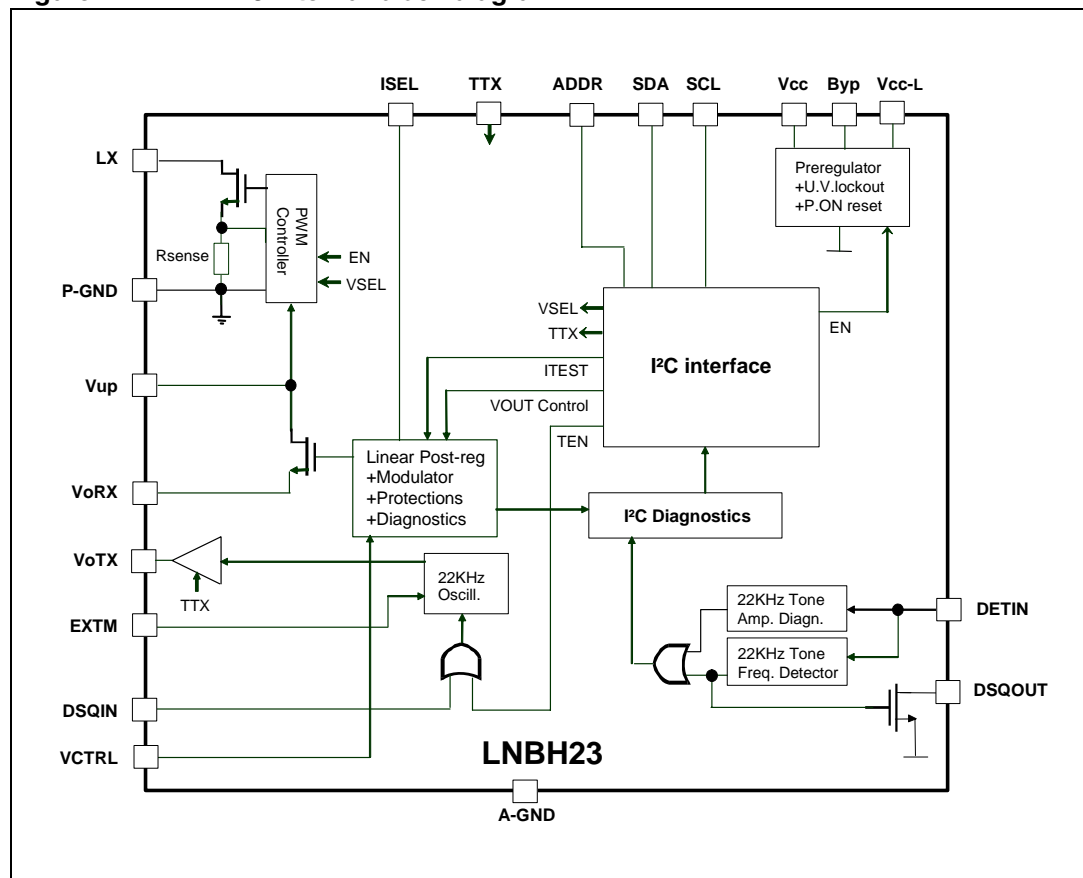 ISEL TTX ADDR SDA SCL Vcc Byp Vcc-L
LX
PWM
Controller
Rsense
EN
VSEL
P-GND
Preregulator
+U.V.lockout
+P.ON reset
VSEL
TTX
ITEST
VOUT Control
TEN
I²C interface
EN
Vup
Linear Post-reg
+Modulator
+Protections
+Diagnostics
I²C Diagnostics
VoRX
VoTX
TTX
22KHz
Oscill.
EXTM
22KHz Tone
Amp. Diagn.
22KHz Tone
Freq. Detector
DETIN
DSQOUT
DSQIN
VCTRL
LNBH23
A-GND